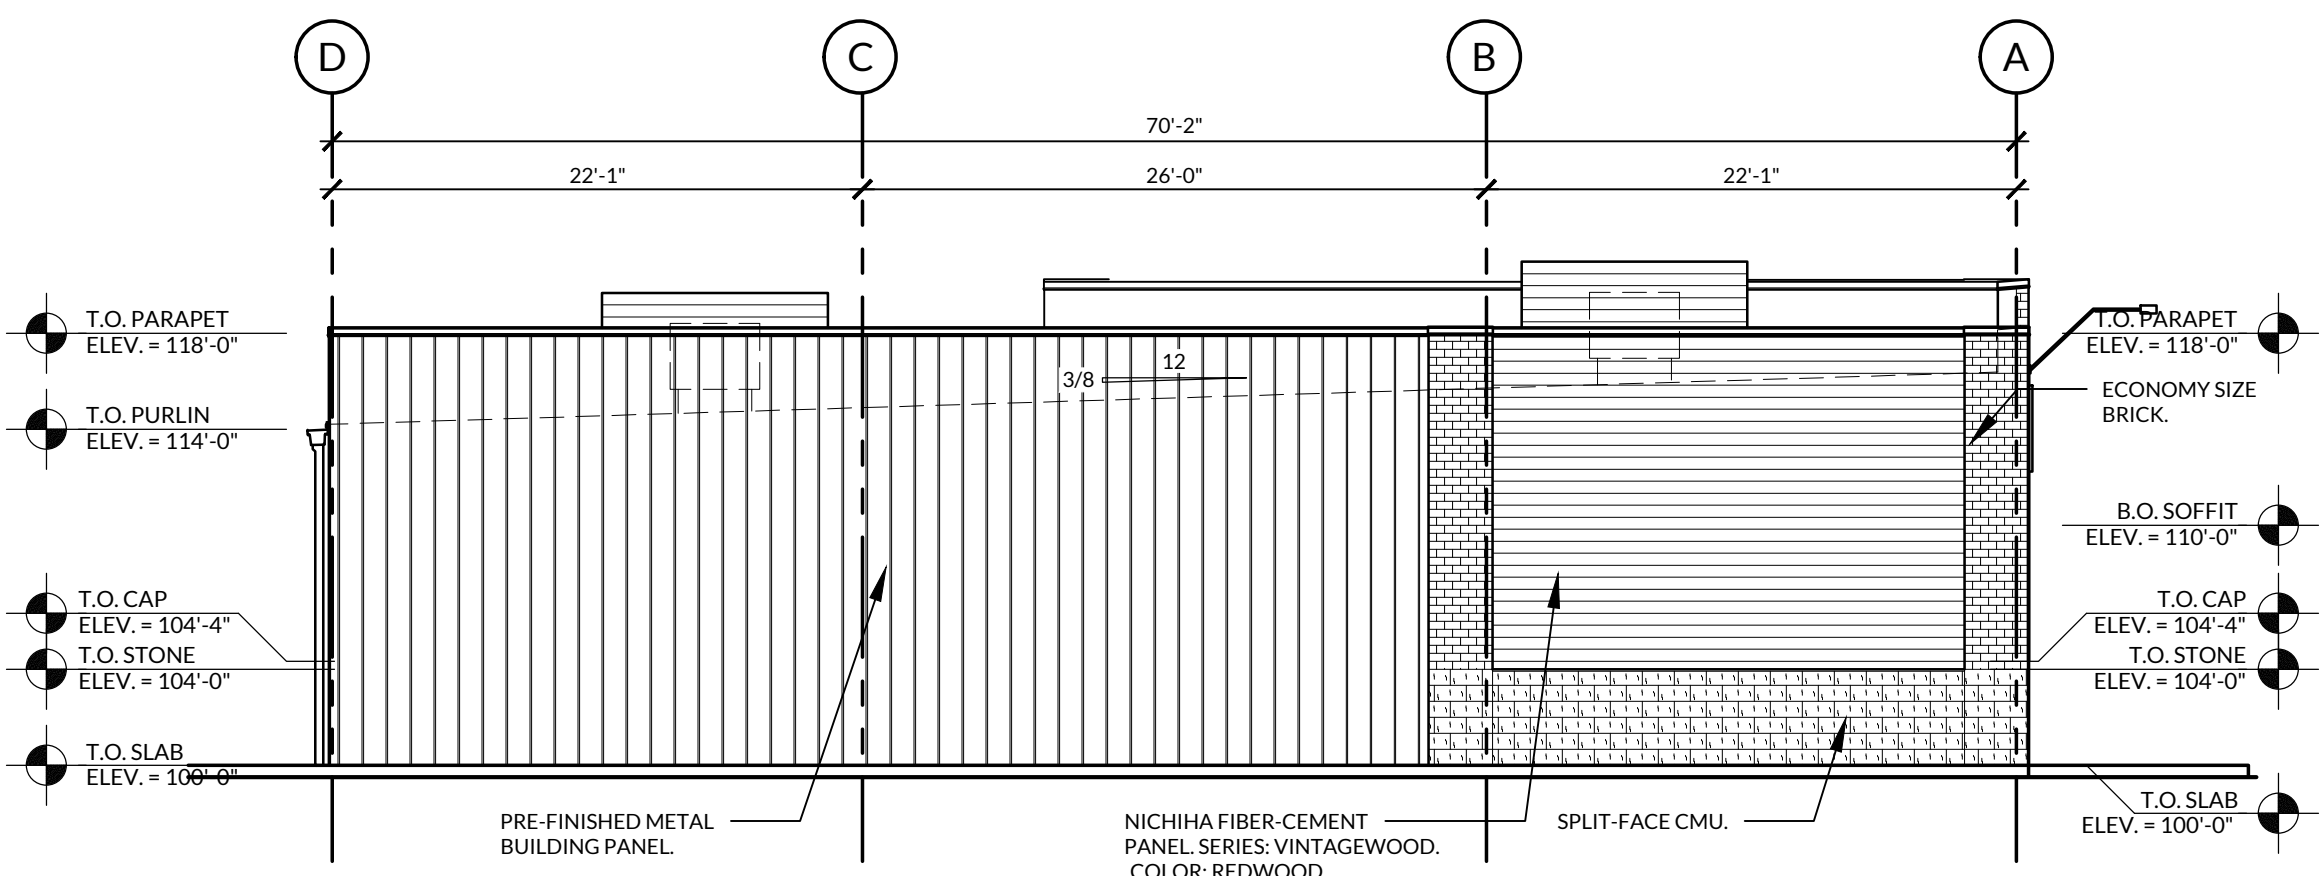 D
C
B
A
70'-2"
22'-1"
26'-0"
22'-1"
T.O. PARAPET
ELEV. = 118'-0"
T.O. PURLIN
ELEV. = 114'-0"
T.O. CAP
ELEV. = 104'-4"
T.O. STONE
ELEV. = 104'-0"
T.O. SLAB
ELEV. = 100'-0"
12
3/8
T.O. PARAPET
ELEV. = 118'-0"
ECONOMY SIZE
BRICK.
B.O. SOFFIT
ELEV. = 110'-0"
T.O. CAP
ELEV. = 104'-4"
T.O. STONE
ELEV. = 104'-0"
T.O. SLAB
ELEV. = 100'-0"
PRE-FINISHED METAL
BUILDING PANEL.
NICHIHA FIBER-CEMENT
PANEL. SERIES: VINTAGEWOOD.
COLOR: REDWOOD
SPLIT-FACE CMU.